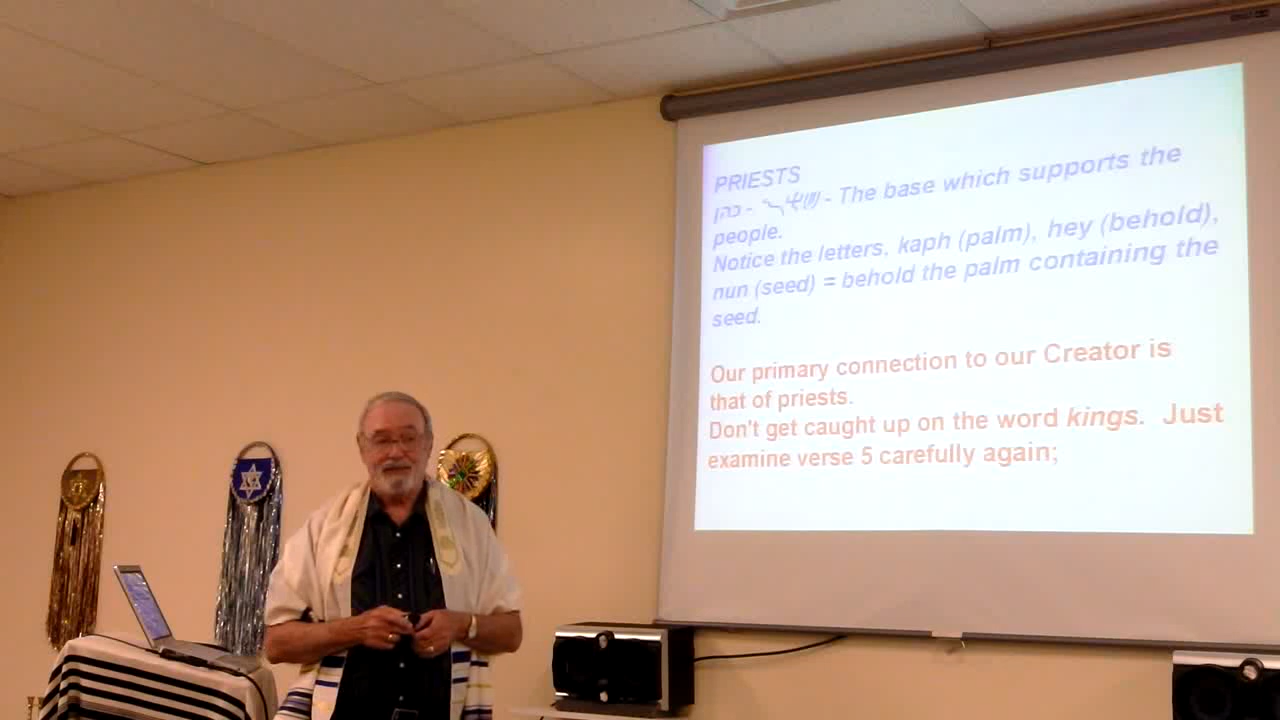 PRIESTS
כהן - - The base which supports the
people.
Notice the letters, kaph (palm), hey (behold),
nun (seed) = behold the palm containing the
seed.
Our primary connection to our Creator is
that of priests.
Don't get caught up on the word kings. Just
examine verse 5 carefully again;